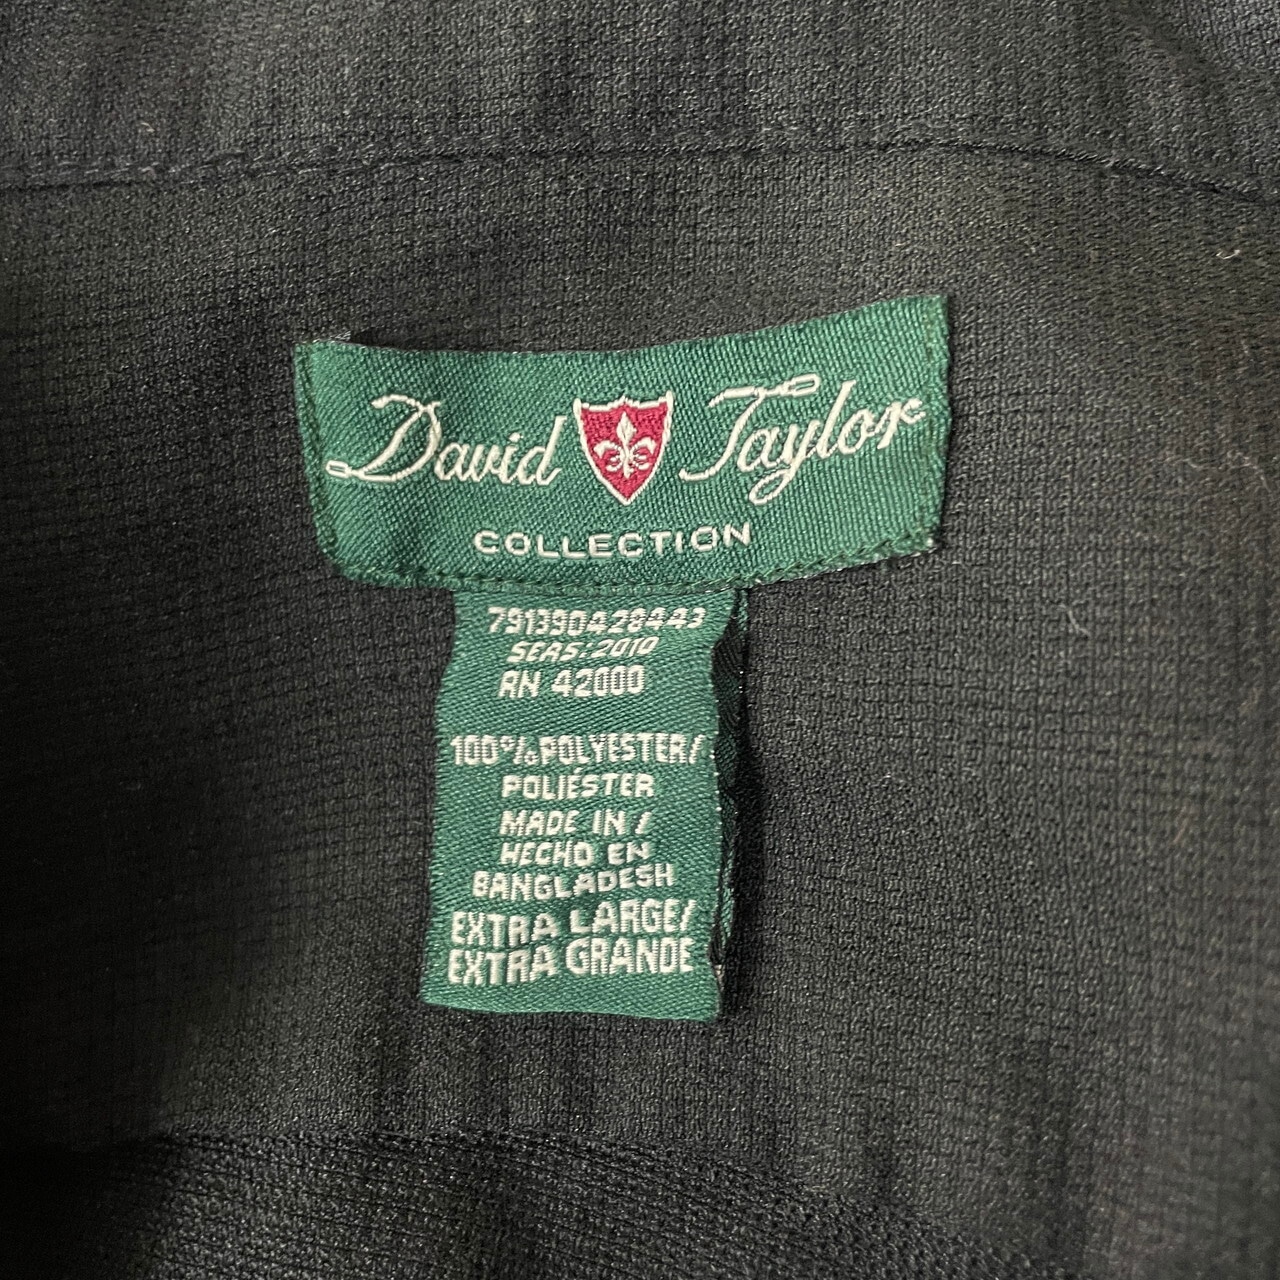 David Taylor
COLLECTION
791390428443
SEAS: 2010
RN 42000
100% POLYESTER/
POLIÉSTER
MADE IN /
HECHO EN
BANGLADESH
EXTRA LARGE/
EXTRA GRANDE